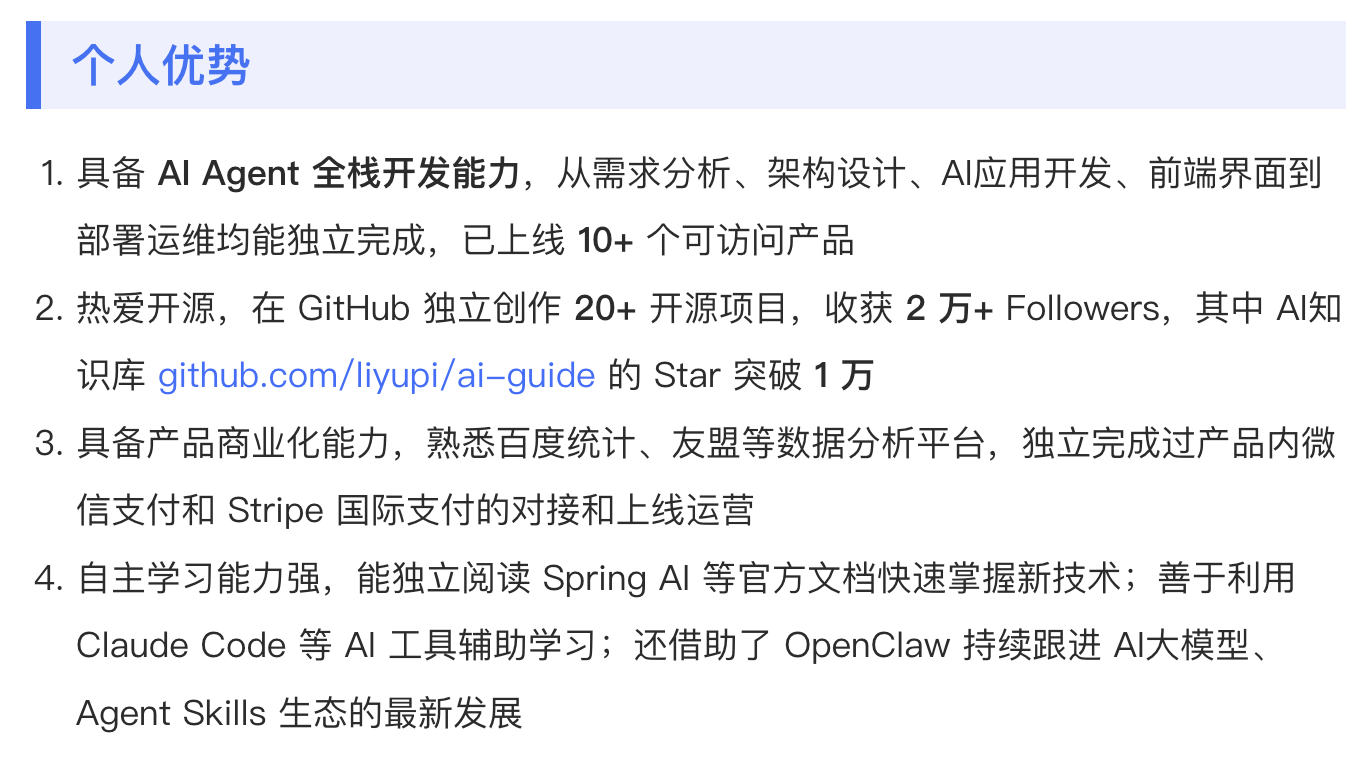 个人优势
1. 具备 AI Agent 全栈开发能力，从需求分析、架构设计、AI应用开发、前端界面到
部署运维均能独立完成，已上线 10+ 个可访问产品
2. 热爱开源，在 GitHub 独立创作 20+ 开源项目，收获 2 万+ Followers，其中 AI知
识库 github.com/liyupi/ai-guide 的 Star 突破 1 万
3. 具备产品商业化能力，熟悉百度统计、友盟等数据分析平台，独立完成过产品内微
信支付和 Stripe 国际支付的对接和上线运营
4. 自主学习能力强，能独立阅读 Spring AI 等官方文档快速掌握新技术；善于利用
Claude Code 等 AI 工具辅助学习；还借助了 OpenClaw 持续跟进 AI大模型、
Agent Skills 生态的最新发展